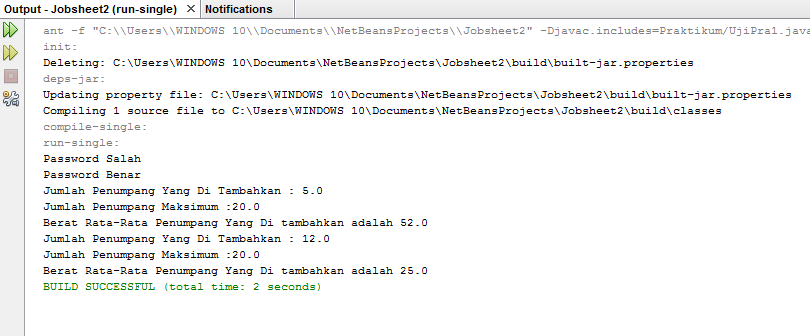 Output - Jobsheet2 (run-single) × Notifications
ant -f "C:\\Users\\WINDOWS 10\\Documents\\NetBeansProjects\\Jobsheet2" -Djavac.includes=Praktikum/UjiPra1.java
init:
Deleting: C:\Users\WINDOWS 10\Documents\NetBeansProjects\Jobsheet2\build\built-jar.properties
deps-jar:
Updating property file: C:\Users\WINDOWS 10\Documents\NetBeansProjects\Jobsheet2\build\built-jar.properties
Compiling 1 source file to C:\Users\WINDOWS 10\Documents\NetBeansProjects\Jobsheet2\build\classes
compile-single:
run-single:
Password Salah
Password Benar
Jumlah Penumpang Yang Di Tambahkan : 5.0
Jumlah Penumpang Maksimum :20.0
Berat Rata-Rata Penumpang Yang Di tambahkan adalah 52.0
Jumlah Penumpang Yang Di Tambahkan : 12.0
Jumlah Penumpang Maksimum :20.0
Berat Rata-Rata Penumpang Yang Di tambahkan adalah 25.0
BUILD SUCCESSFUL (total time: 2 seconds)